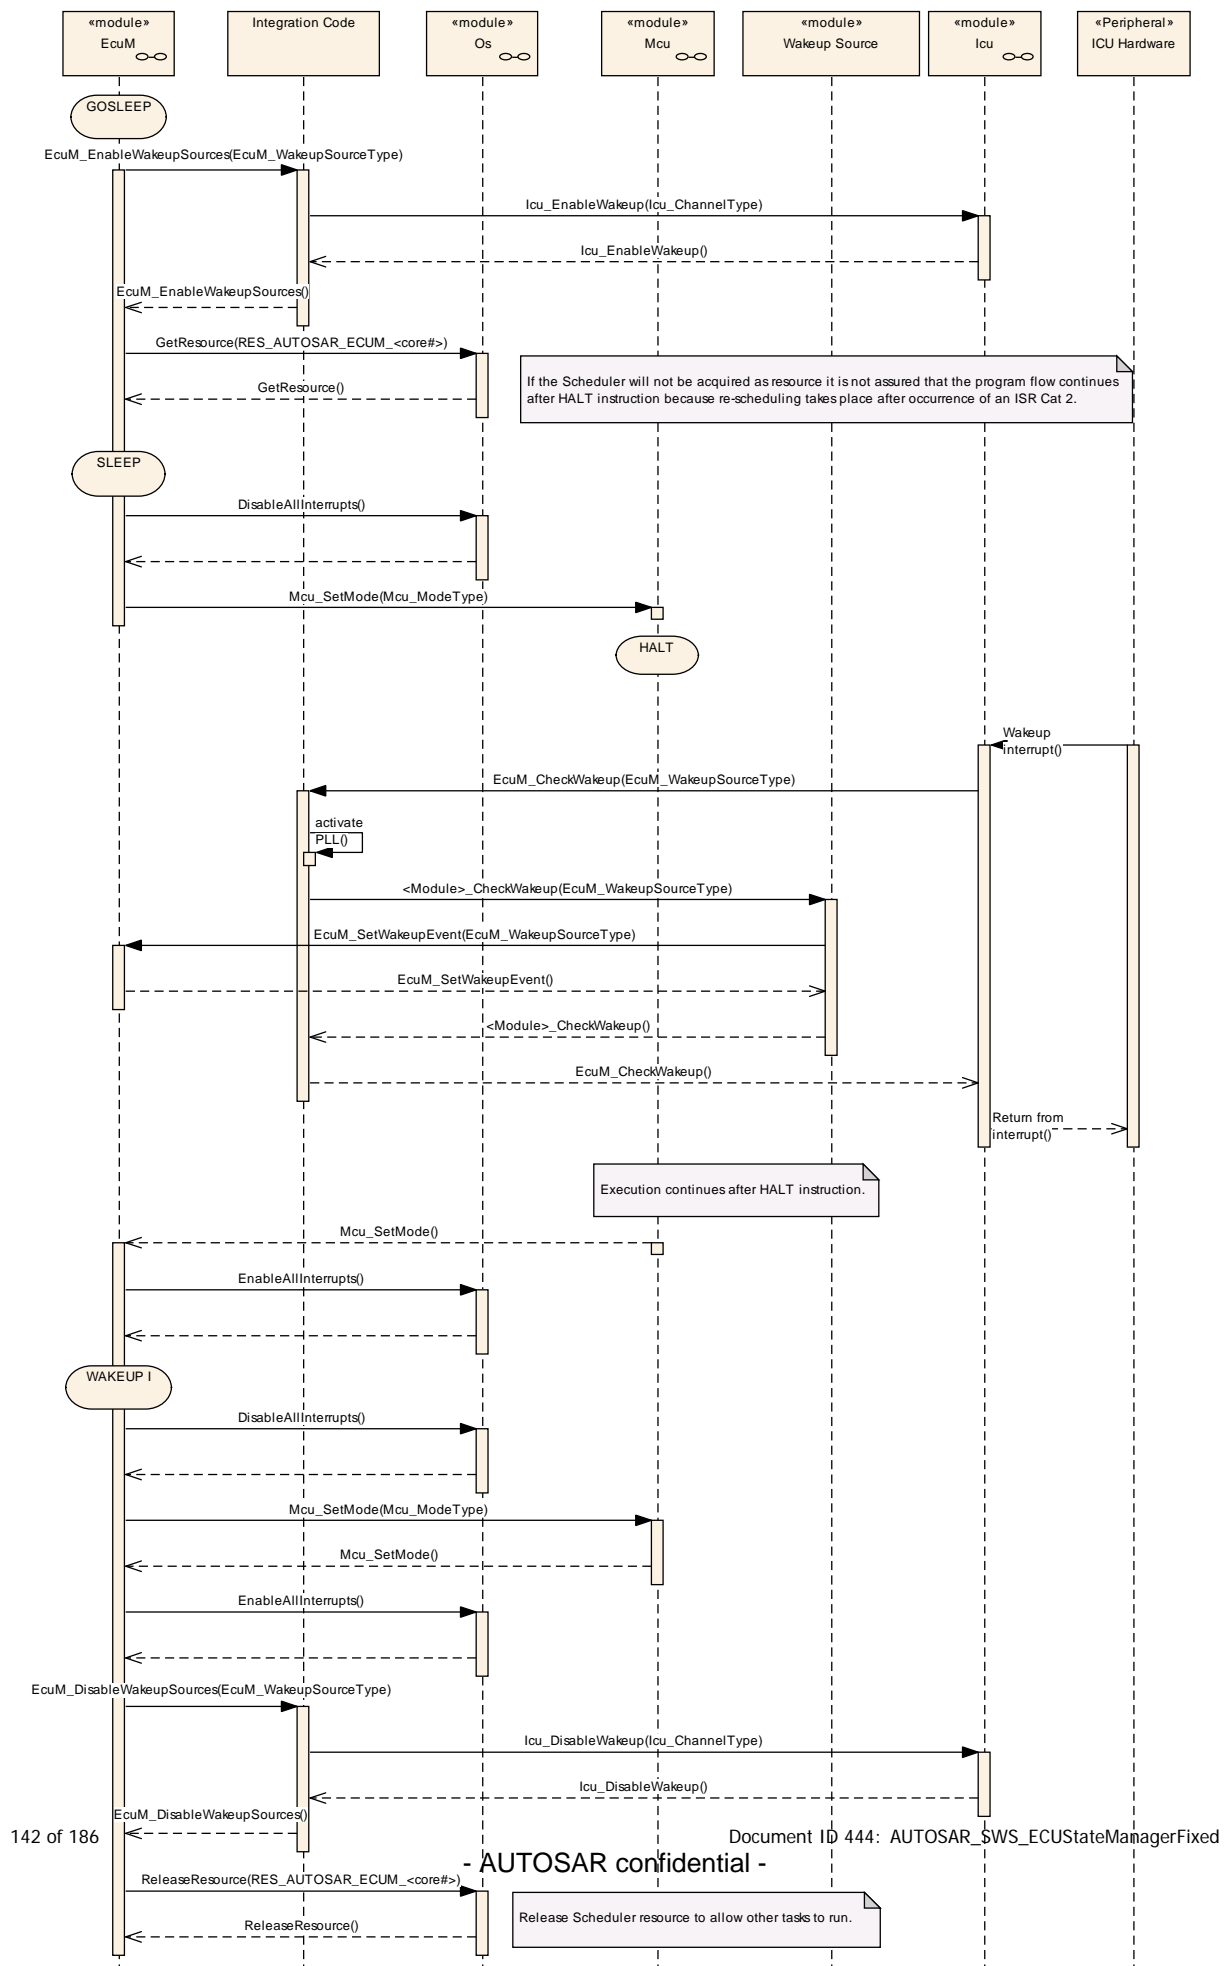 «module»
EcuM
Integration Code
«module»
Os
«module»
Mcu
«module»
Wakeup Source
«module»
Icu
«Peripheral»
ICU Hardware
GOSLEEP
EcuM_EnableWakeupSources(EcuM_WakeupSourceType)
Icu_EnableWakeup(Icu_ChannelType)
Icu_EnableWakeup()
EcuM_EnableWakeupSources()
GetResource(RES_AUTOSAR_ECUM_<core#>)
If the Scheduler will not be acquired as resource it is not assured that the program flow continues
after HALT instruction because re-scheduling takes place after occurrence of an ISR Cat 2.
GetResource()
SLEEP
DisableAllInterrupts()
Mcu_SetMode(Mcu_ModeType)
HALT
Wakeup
interrupt()
EcuM_CheckWakeup(EcuM_WakeupSourceType)
activate
PLL()
<Module>_CheckWakeup(EcuM_WakeupSourceType)
EcuM_SetWakeupEvent(EcuM_WakeupSourceType)
EcuM_SetWakeupEvent()
<Module>_CheckWakeup()
EcuM_CheckWakeup()
Return from
interrupt()
Execution continues after HALT instruction.
Mcu_SetMode()
EnableAllInterrupts()
WAKEUP I
DisableAllInterrupts()
Mcu_SetMode(Mcu_ModeType)
Mcu_SetMode()
EnableAllInterrupts()
EcuM_DisableWakeupSources(EcuM_WakeupSourceType)
Icu_DisableWakeup(Icu_ChannelType)
Icu_DisableWakeup()
EcuM_DisableWakeupSources()
142 of 186
Document ID 444: AUTOSAR_SWS_ECUStateManagerFixed
- AUTOSAR confidential -
ReleaseResource(RES_AUTOSAR_ECUM_<core#>)
Release Scheduler resource to allow other tasks to run.
ReleaseResource()